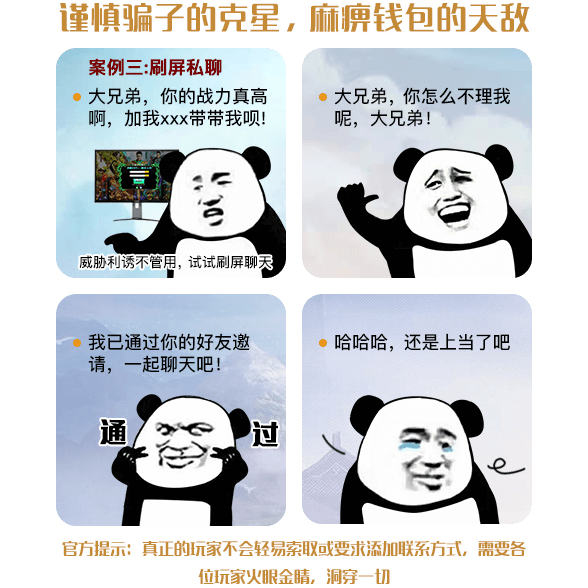 谨慎骗子的克星，麻痹钱包的天敌
案例三:刷屏私聊
大兄弟，你的战力真高
啊，加我xxx带带我呗!
威胁利诱不管用，试试刷屏聊天
大兄弟，你怎么不理我
呢，大兄弟！
我已通过你的好友邀
请，一起聊天吧！
通 过
哈哈哈，还是上当了吧
官方提示：真正的玩家不会轻易索取或要求添加联系方式，需要各
位玩家火眼金睛，洞穿一切